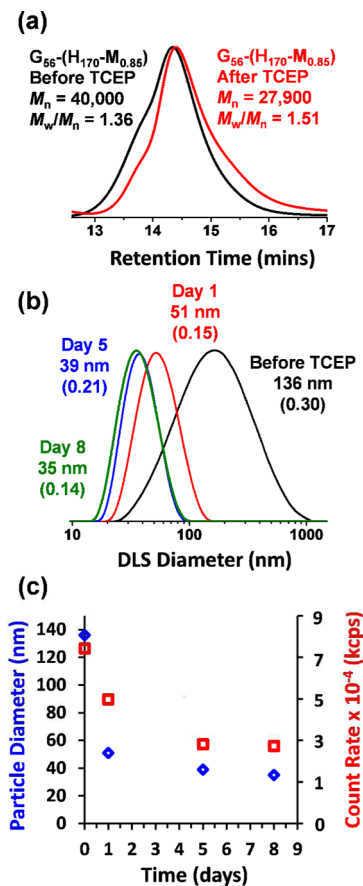 (a)
G56-(H170-M0.85)
Before TCEP
Mn = 40,000
Mw/Mn = 1.36
G56-(H170-M0.85)
After TCEP
Mn = 27,900
Mw/Mn = 1.51
13 14 15 16 17
Retention Time (mins)
(b)
Day 1
51 nm
(0.15)
Day 5
39 nm
(0.21)
Before TCEP
136 nm
(0.30)
Day 8
35 nm
(0.14)
10 100 1000
DLS Diameter (nm)
(c)
Particle Diameter (nm)
140
120
100
80
60
40
20
0
9
7
5
3
1
0
Count Rate x 10-4 (kcps)
0 1 2 3 4 5 6 7 8 9
Time (days)